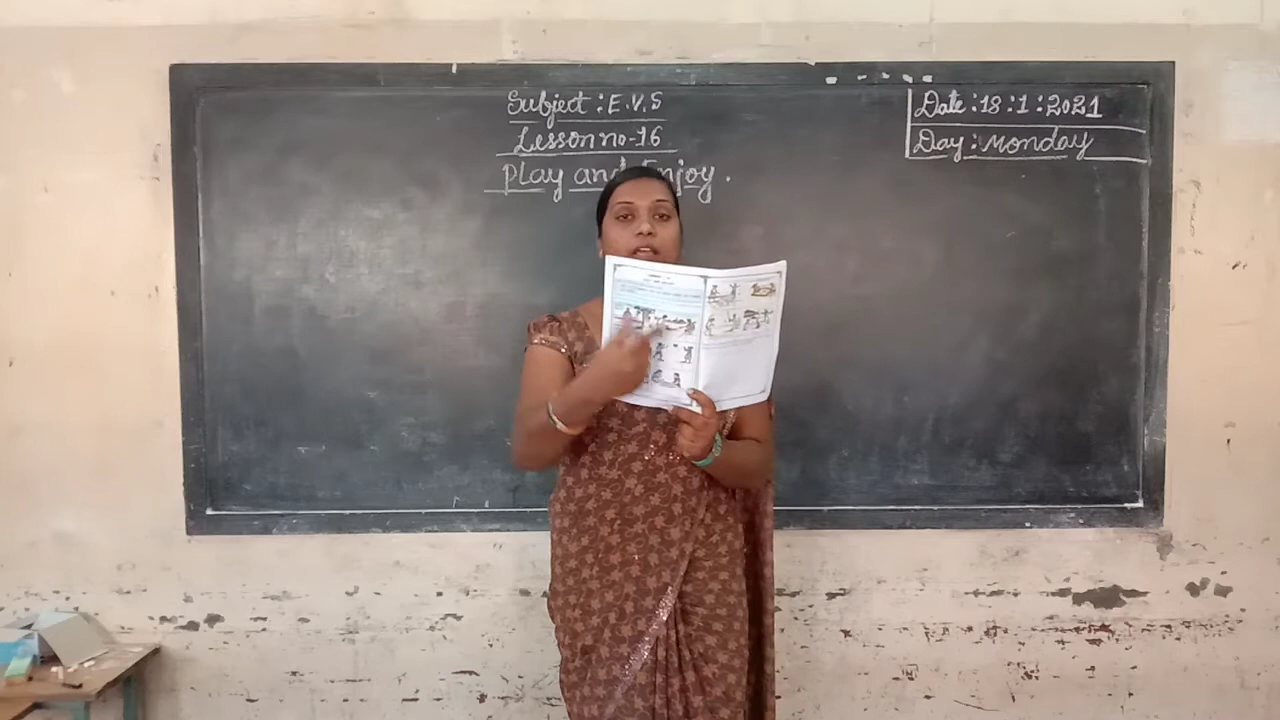 Subject : E.V.S
Lesson no-16
Play and Enjoy.
Date : 18 : 1 : 2021
Day : Monday